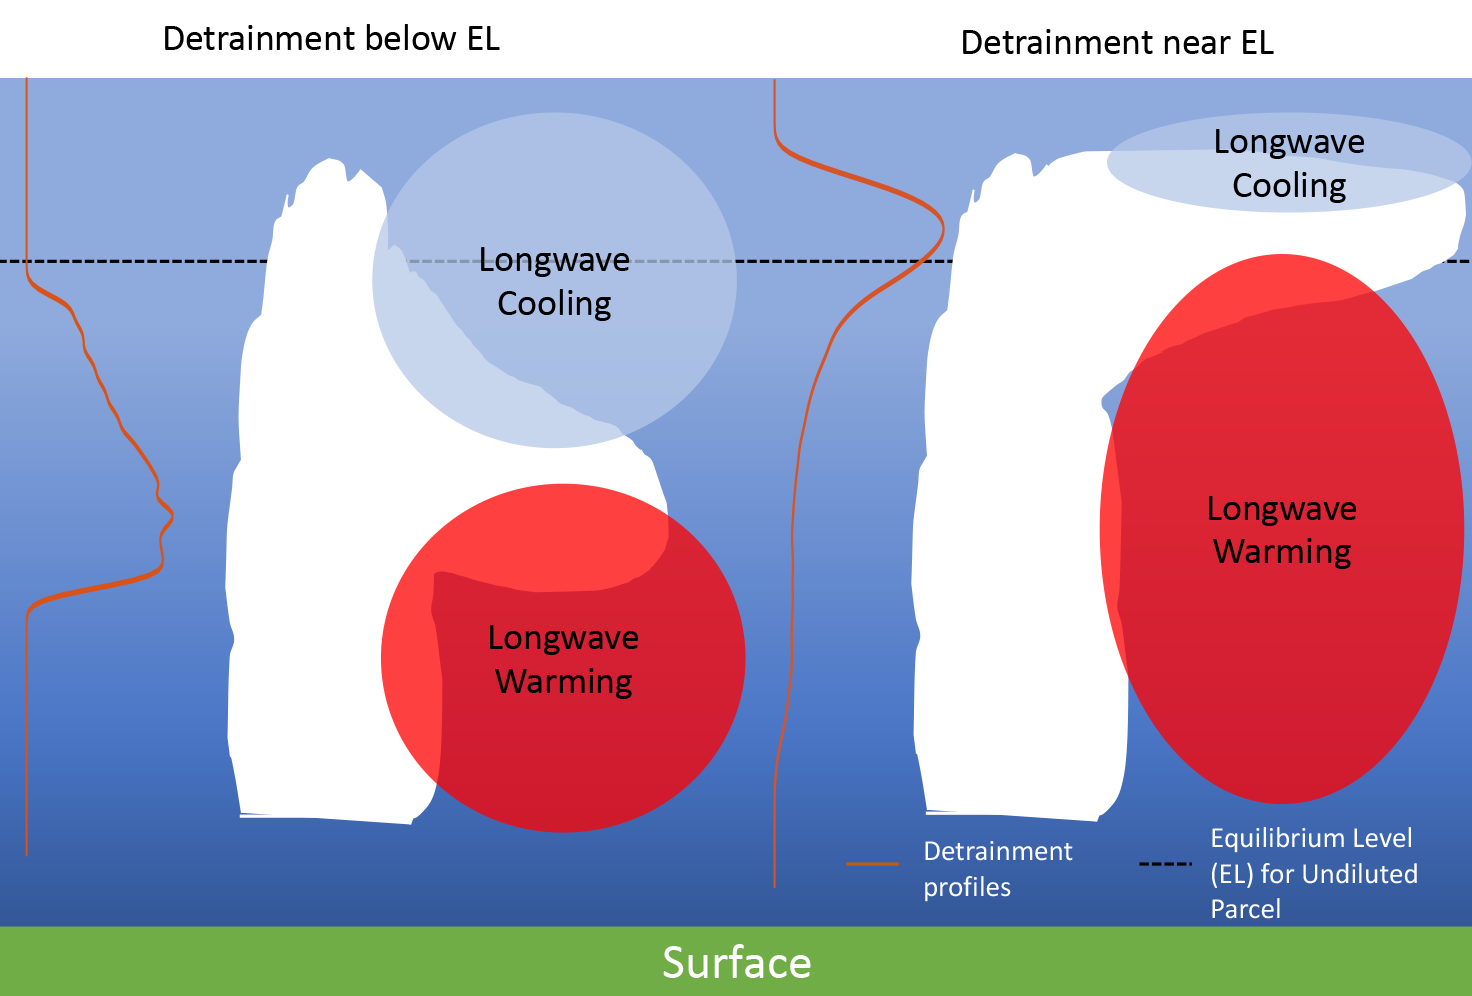 Detrainment below EL
Detrainment near EL
Longwave
Cooling
Longwave
Warming
Longwave
Cooling
Longwave
Warming
Detrainment
profiles
Equilibrium Level
(EL) for Undiluted
Parcel
Surface